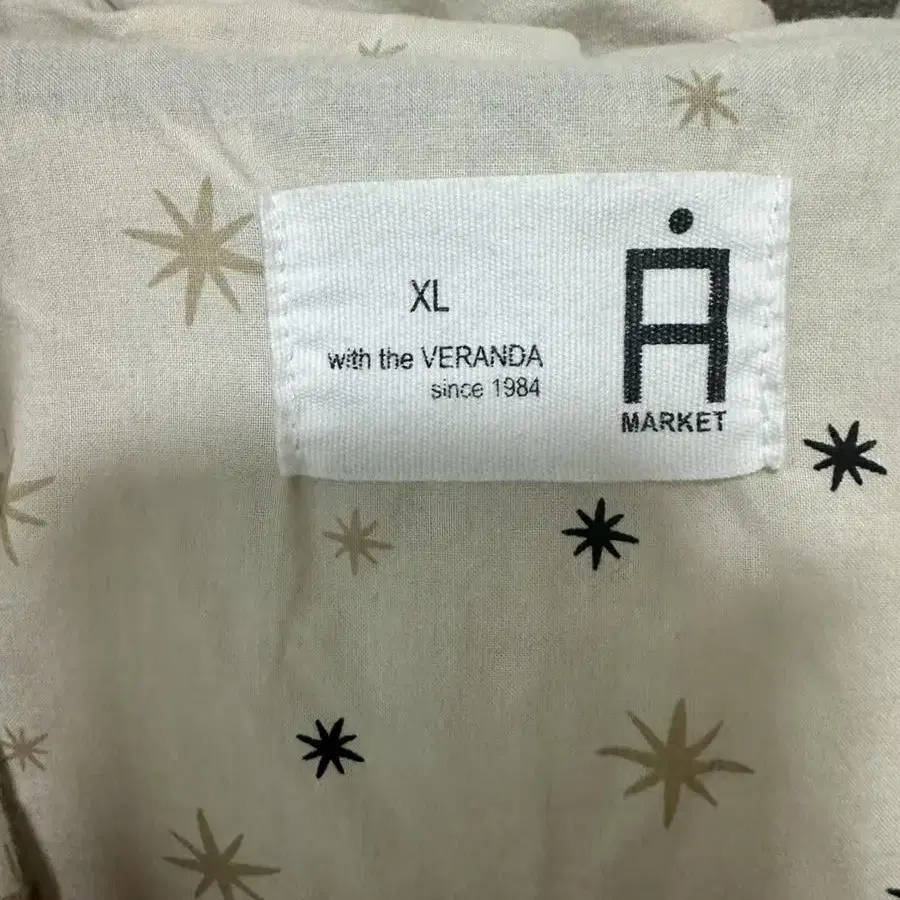 XL
with the VERANDA
since 1984
Å
MARKET